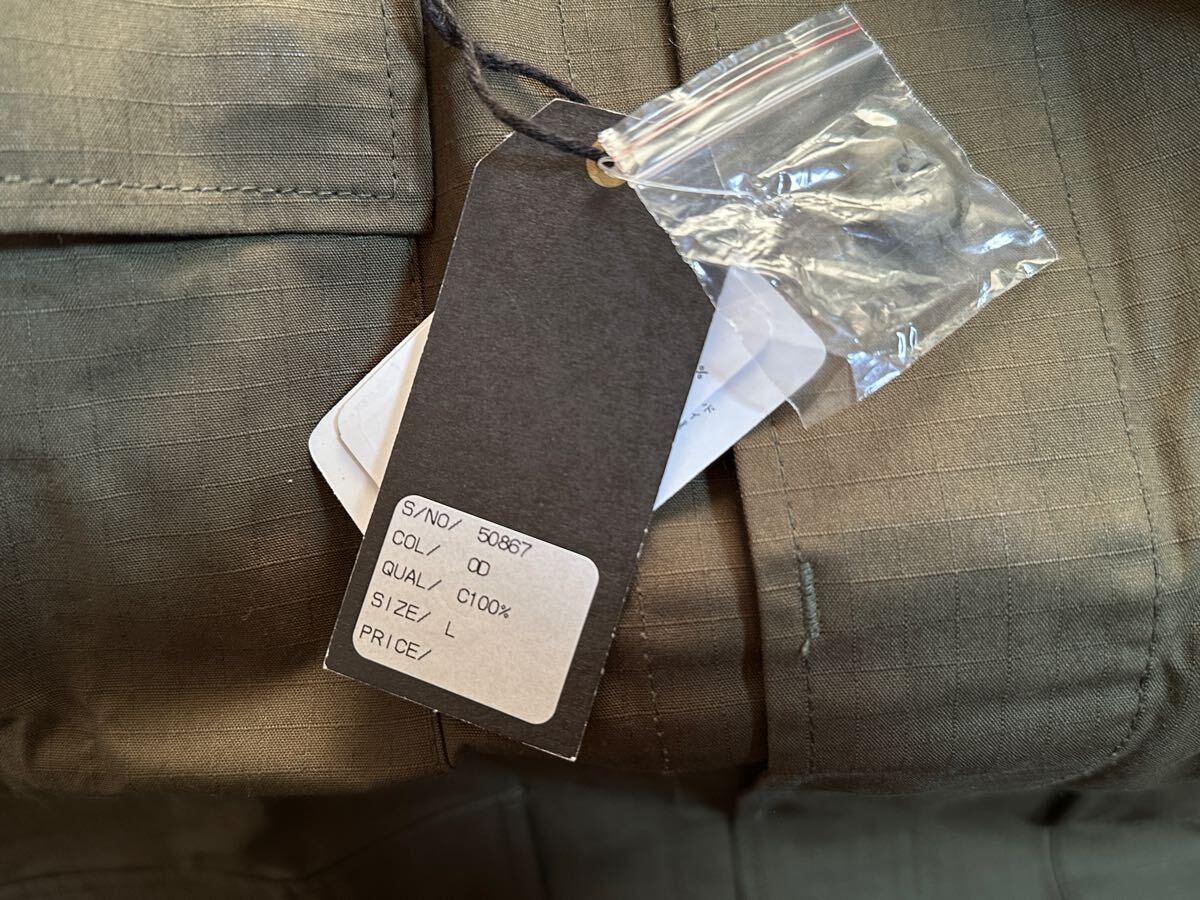 S/NO/ 50867
COL/ OD
QUAL/ C100%
SIZE/ L
PRICE/
%